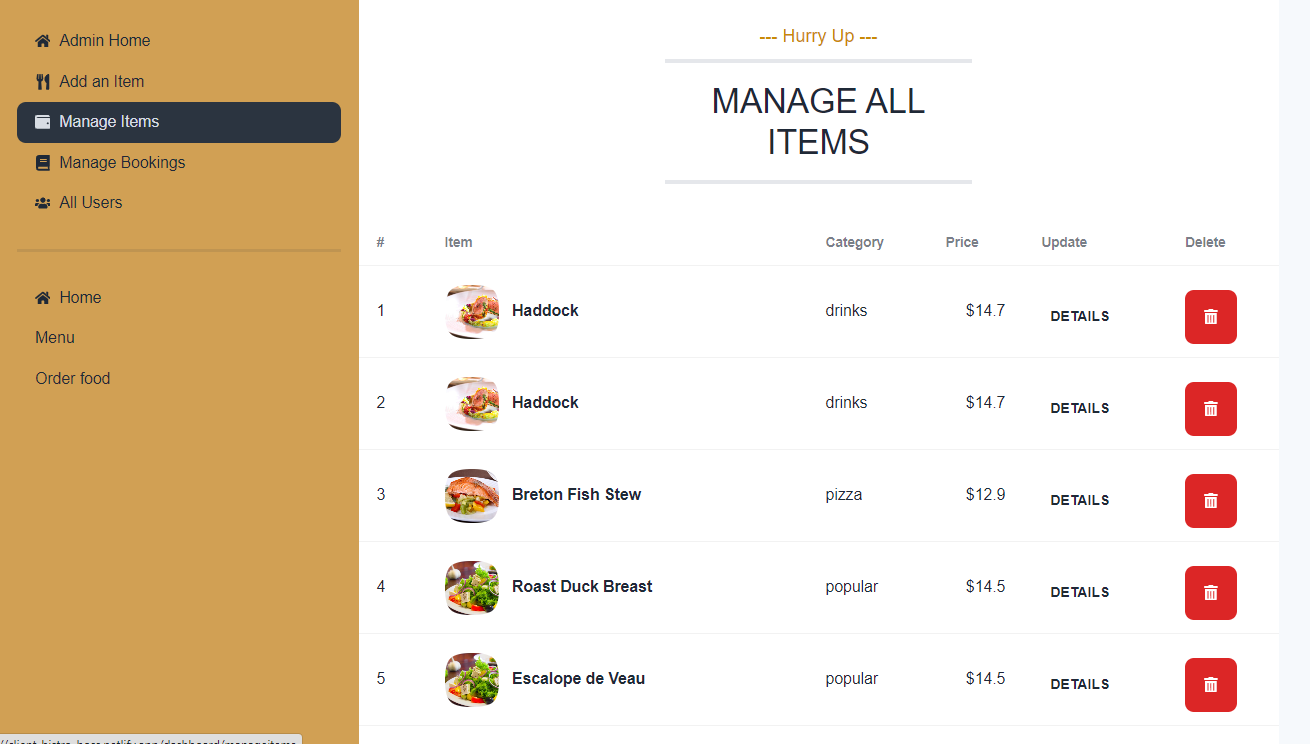 Admin Home
Add an Item
Manage Items
Manage Bookings
All Users
Home
Menu
Order food
--- Hurry Up ---
MANAGE ALL
ITEMS
# Item Category Price Update Delete
1 Haddock drinks $14.7 DETAILS
2 Haddock drinks $14.7 DETAILS
3 Breton Fish Stew pizza $12.9 DETAILS
4 Roast Duck Breast popular $14.5 DETAILS
5 Escalope de Veau popular $14.5 DETAILS